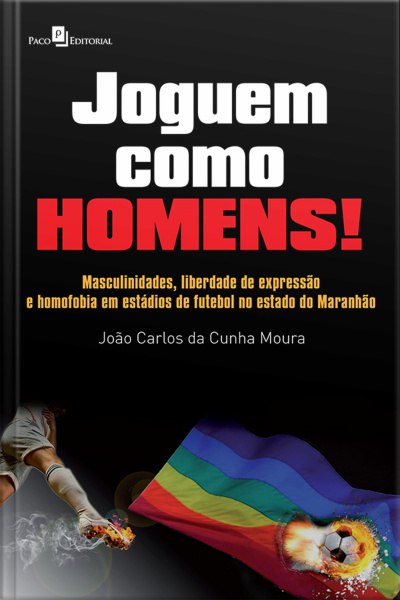 PACO P EDITORIAL
Joguem
como
HOMENS!
Masculinidades, liberdade de expressão
e homofobia em estádios de futebol no estado do Maranhão
João Carlos da Cunha Moura